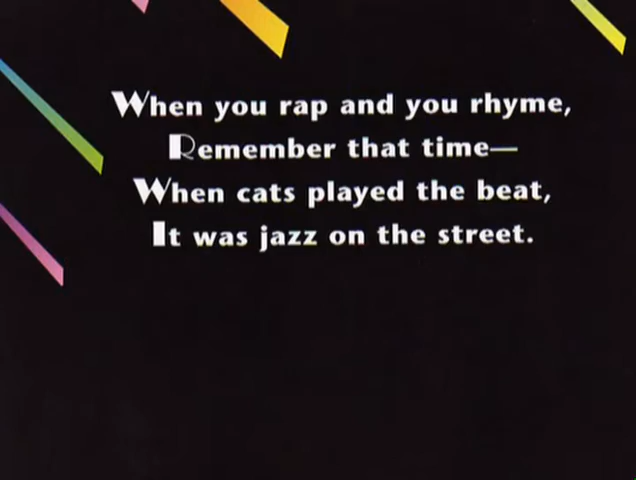 When you rap and you rhyme,
Remember that time—
When cats played the beat,
It was jazz on the street.